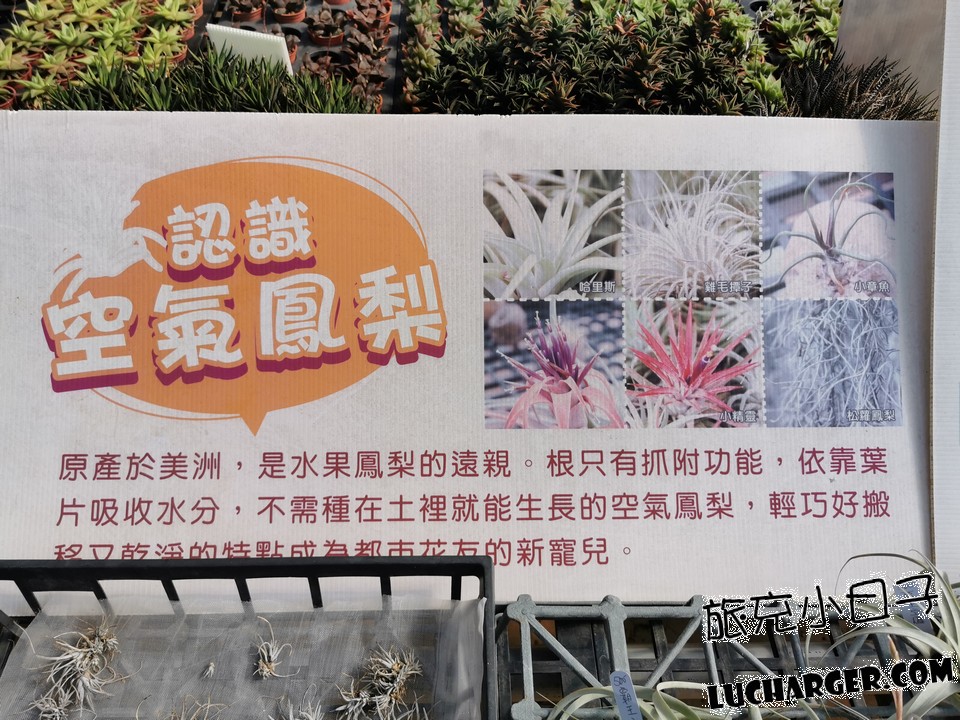 認識
空氣鳳梨
哈里斯
雞毛撢子
小章魚
小精靈
松蘿鳳梨
原產於美洲，是水果鳳梨的遠親。根只有抓附功能，依靠葉
片吸收水分，不需種在土裡就能生長的空氣鳳梨，輕巧好搬
移又乾淨的特點成為都市花友的新寵兒。
旅充小日子
LUCHARGER.COM